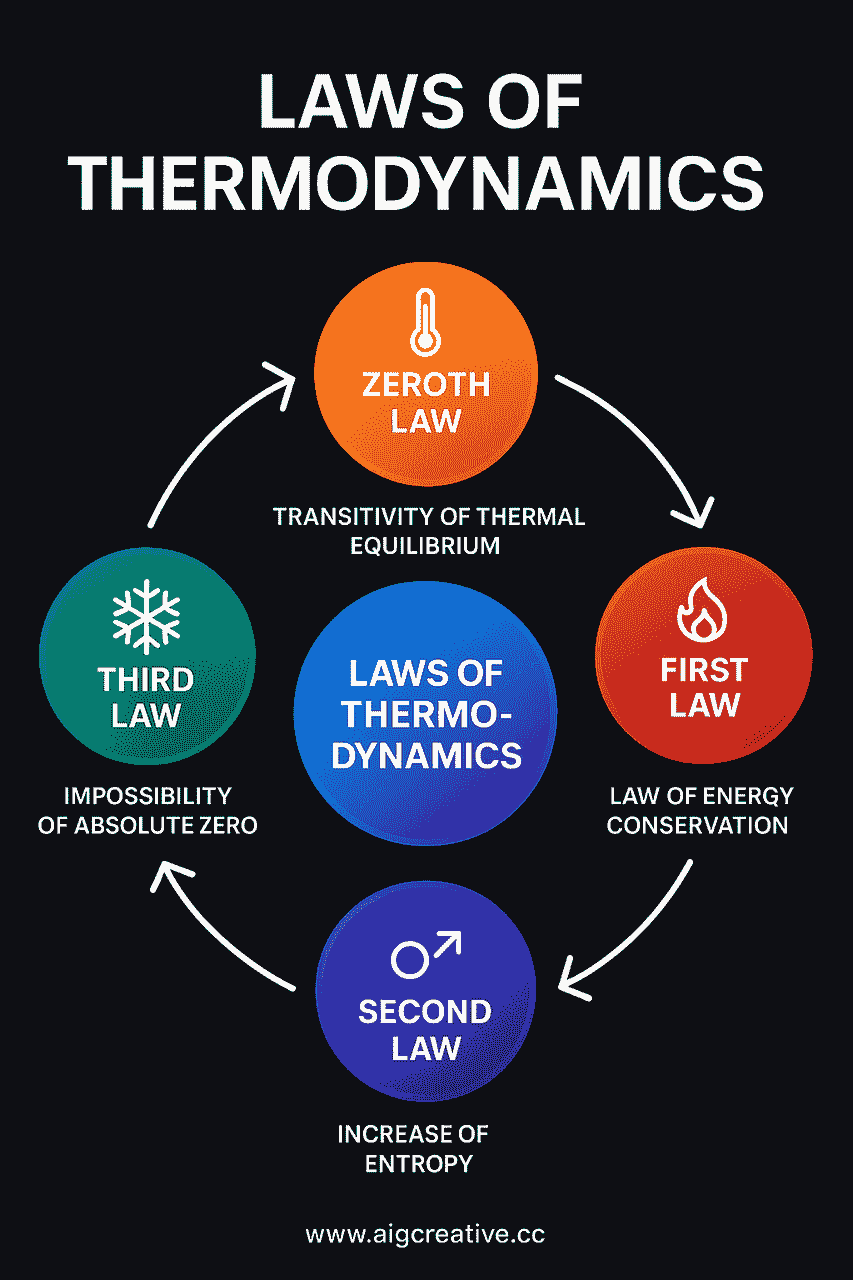 LAWS OF
THERMODYNAMICS
ZEROTH
LAW
TRANSITIVITY OF THERMAL
EQUILIBRIUM
FIRST
LAW
LAW OF ENERGY
CONSERVATION
SECOND
LAW
INCREASE OF
ENTROPY
THIRD
LAW
IMPOSSIBILITY
OF ABSOLUTE ZERO
LAWS OF
THERMO-
DYNAMICS
www.aigcreative.cc